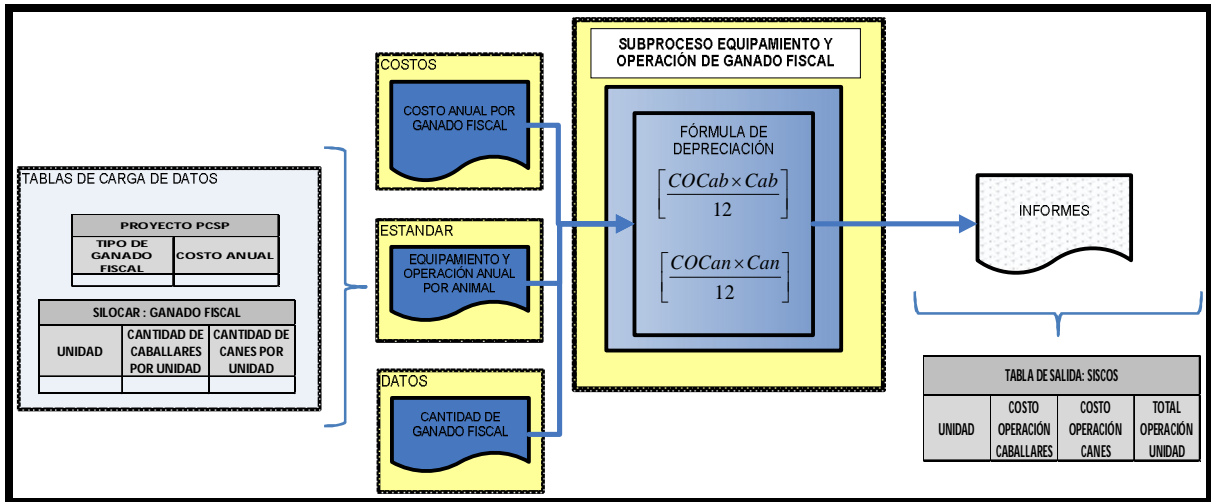 TABLAS DE CARGA DE DATOS
PROYECTO PCSP
TIPO DE
GANADO
FISCAL
COSTO ANUAL
SILOCAR : GANADO FISCAL
UNIDAD
CANTIDAD DE
CABALLARES
POR UNIDAD
CANTIDAD DE
CANES POR
UNIDAD
COSTOS
COSTO ANUAL POR
GANADO FISCAL
ESTANDAR
EQUIPAMIENTO Y
OPERACIÓN ANUAL
POR ANIMAL
DATOS
CANTIDAD DE
GANADO FISCAL
SUBPROCESO EQUIPAMIENTO Y
OPERACIÓN DE GANADO FISCAL
FÓRMULA DE
DEPRECIACIÓN
[COCab × Cab
12]
[COCan × Can
12]
INFORMES
TABLA DE SALIDA: SISCOS
UNIDAD
COSTO
OPERACIÓN
CABALLARES
COSTO
OPERACIÓN
CANES
TOTAL
OPERACIÓN
UNIDAD